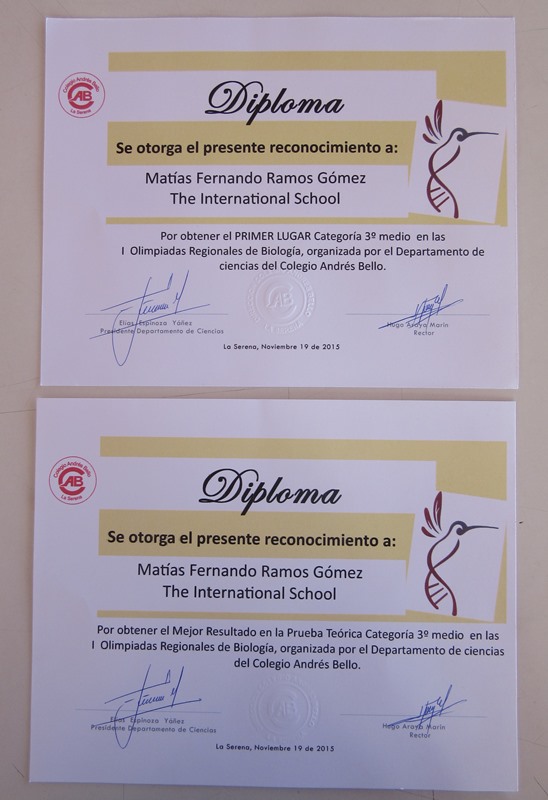 Colegio Andrés Bello
CAB
La Serena
Diploma
Se otorga el presente reconocimiento a:
Matías Fernando Ramos Gómez
The International School
Por obtener el PRIMER LUGAR Categoría 3º medio en las
I Olimpiadas Regionales de Biología, organizada por el Departamento de
ciencias del Colegio Andrés Bello.
Elías Espinoza Yáñez
Presidente Departamento de Ciencias
Hugo Araya Marín
Rector
La Serena, Noviembre 19 de 2015
Colegio Andrés Bello
CAB
La Serena
Diploma
Se otorga el presente reconocimiento a:
Matías Fernando Ramos Gómez
The International School
Por obtener el Mejor Resultado en la Prueba Teórica Categoría 3º medio en las
I Olimpiadas Regionales de Biología, organizada por el Departamento de ciencias
del Colegio Andrés Bello.
Elías Espinoza Yáñez
Presidente Departamento de Ciencias
Hugo Araya Marín
Rector
La Serena, Noviembre 19 de 2015